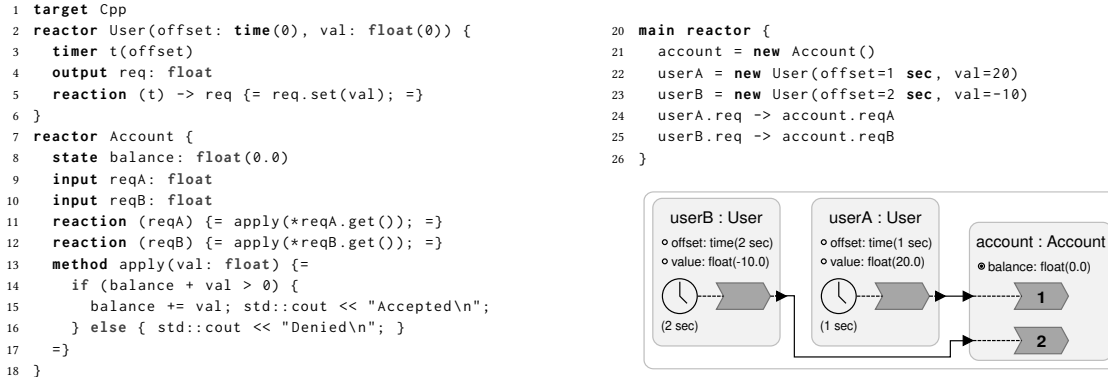 1 target Cpp
2 reactor User(offset: time(0), val: float(0)) {
3 timer t(offset)
4 output req: float
5 reaction (t) -> req {= req.set(val); =}
6 }
7 reactor Account {
8 state balance: float(0.0)
9 input reqA: float
10 input reqB: float
11 reaction (reqA) {= apply(*reqA.get()); =}
12 reaction (reqB) {= apply(*reqB.get()); =}
13 method apply(val: float) {=
14 if (balance + val > 0) {
15 balance += val; std::cout << "Accepted\n";
16 } else { std::cout << "Denied\n"; }
17 =}
18 }
20 main reactor {
21 account = new Account()
22 userA = new User(offset=1 sec, val=20)
23 userB = new User(offset=2 sec, val=-10)
24 userA.req -> account.reqA
25 userB.req -> account.reqB
26 }
userB : User
offset: time(2 sec)
value: float(-10.0)
(2 sec)
userA : User
offset: time(1 sec)
value: float(20.0)
(1 sec)
account : Account
balance: float(0.0)
1
2